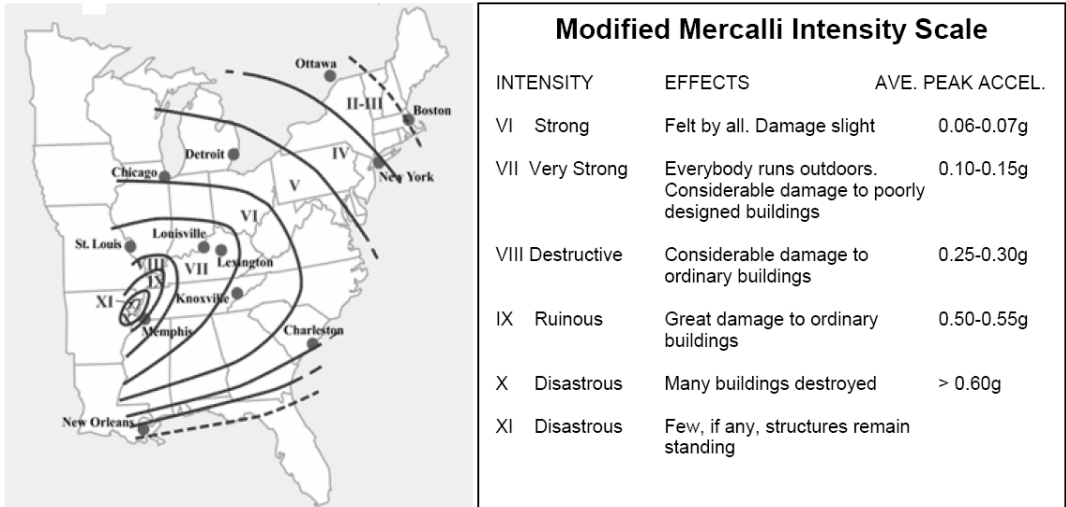 Ottawa
II-III
Boston
Detroit
IV
Chicago
New York
V
VI
St. Louis
Louisville
VIII
VII
Lexington
IX
XI
Knoxville
Memphis
Charleston
New Orleans
Modified Mercalli Intensity Scale
INTENSITY EFFECTS AVE. PEAK ACCEL.
VI Strong Felt by all. Damage slight 0.06-0.07g
VII Very Strong Everybody runs outdoors. 0.10-0.15g
Considerable damage to poorly
designed buildings
VIII Destructive Considerable damage to 0.25-0.30g
ordinary buildings
IX Ruinous Great damage to ordinary 0.50-0.55g
buildings
X Disastrous Many buildings destroyed > 0.60g
XI Disastrous Few, if any, structures remain
standing